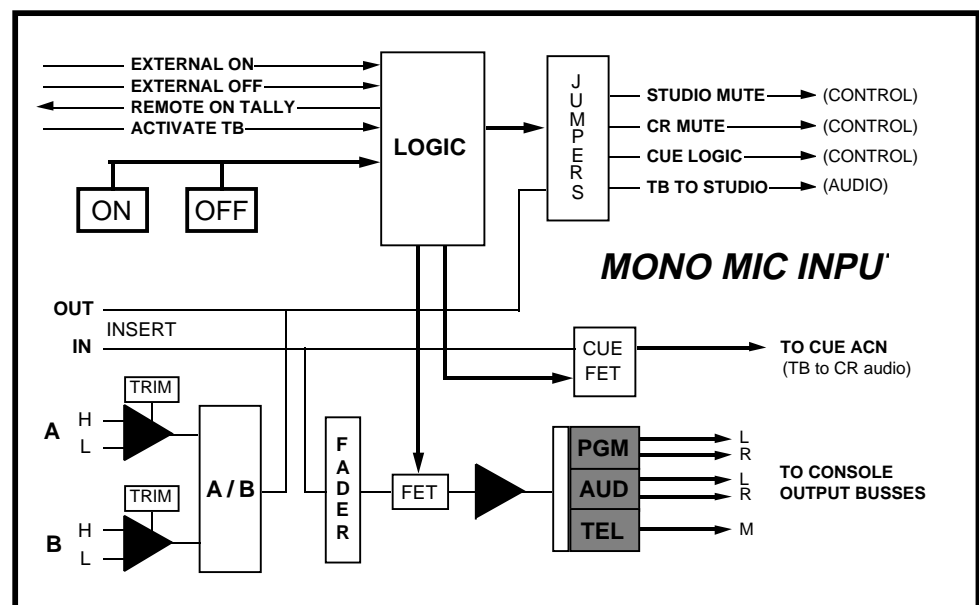 EXTERNAL ON
EXTERNAL OFF
REMOTE ON TALLY
ACTIVATE TB
ON
OFF
LOGIC
JUMPERS
STUDIO MUTE (CONTROL)
CR MUTE (CONTROL)
CUE LOGIC (CONTROL)
TB TO STUDIO (AUDIO)
MONO MIC INPU
OUT
INSERT
IN
CUE
FET
TO CUE ACN
(TB to CR audio)
TRIM
A
H
L
TRIM
B
H
L
A / B
FADER
FET
PGM
AUD
TEL
L
R
L
R
M
TO CONSOLE
OUTPUT BUSSES